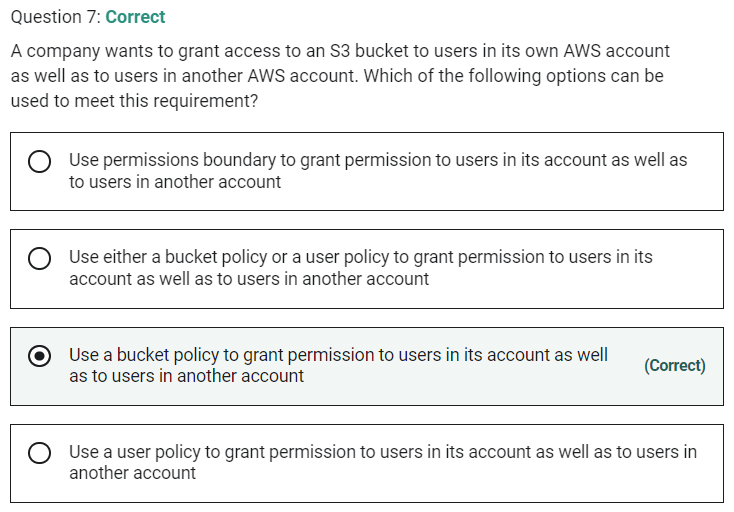 Question 7: Correct
A company wants to grant access to an S3 bucket to users in its own AWS account
as well as to users in another AWS account. Which of the following options can be
used to meet this requirement?
Use permissions boundary to grant permission to users in its account as well as
to users in another account
Use either a bucket policy or a user policy to grant permission to users in its
account as well as to users in another account
Use a bucket policy to grant permission to users in its account as well
as to users in another account
(Correct)
Use a user policy to grant permission to users in its account as well as to users in
another account